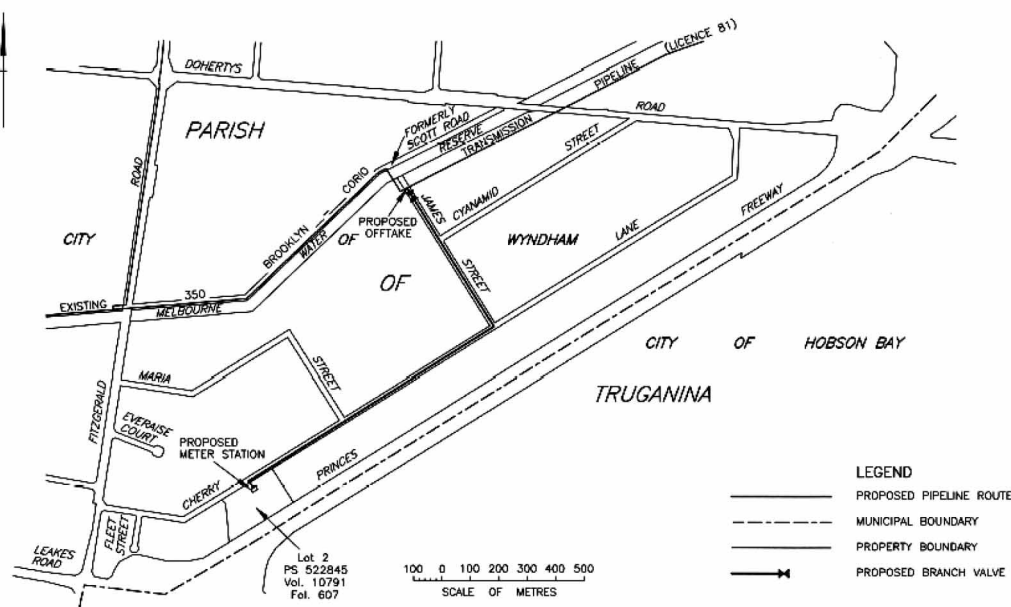 DOHERTYS
ROAD
PARISH
ROAD
CITY
FORMERLY
SCOTT ROAD
RESERVE
TRANSMISSION
PIPELINE
(LICENCE 81)
ROAD
STREET
CYANAMID
JAMES
STREET
PROPOSED
OFFTAKE
CORIO
BROOKLYN
WATER
OF
OF
WYNDHAM
LANE
FREEWAY
350
EXISTING
MELBOURNE
MARIA
STREET
CITY OF HOBSON BAY
TRUGANINA
FITZGERALD
EVERAISE
COURT
PROPOSED
METER STATION
CHERRY
PRINCES
FLEET
STREET
LEAKES
ROAD
Lot 2
PS 522845
Vol. 10791
Fol. 607
100 0 100 200 300 400 500
SCALE OF METRES
LEGEND
PROPOSED PIPELINE ROUTE
MUNICIPAL BOUNDARY
PROPERTY BOUNDARY
PROPOSED BRANCH VALVE